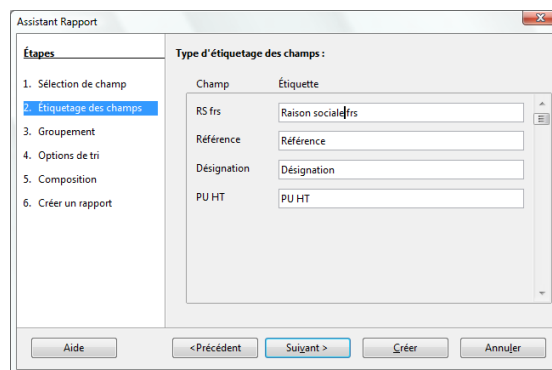 Assistant Rapport
Étapes
1. Sélection de champ
2. Étiquetage des champs
3. Groupement
4. Options de tri
5. Composition
6. Créer un rapport
Type d'étiquetage des champs :
Champ Étiquette
RS frs Raison sociale frs
Référence Référence
Désignation Désignation
PU HT PU HT
Aide <Précédent Suivant > Créer Annuler